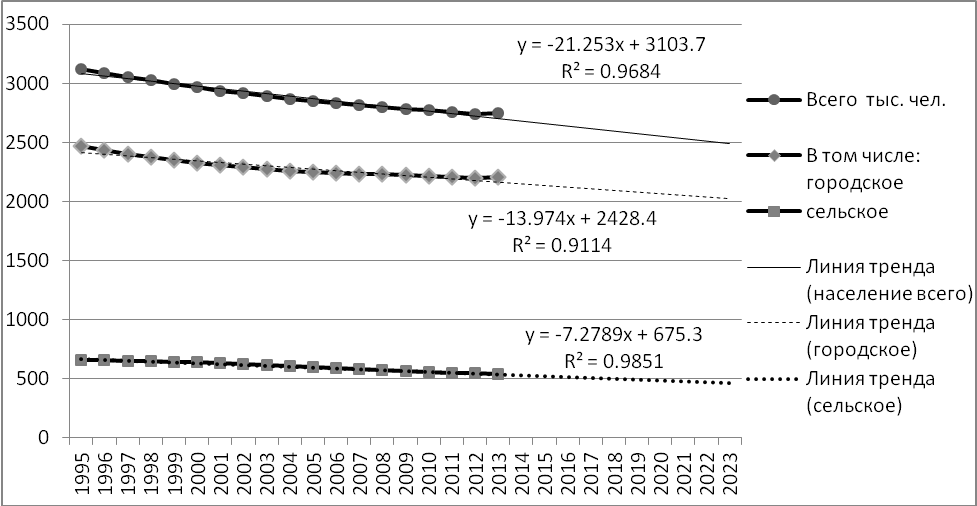 3500
3000
2500
2000
1500
1000
500
0
y = -21.253x + 3103.7
R² = 0.9684
y = -13.974x + 2428.4
R² = 0.9114
y = -7.2789x + 675.3
R² = 0.9851
1995
1996
1997
1998
1999
2000
2001
2002
2003
2004
2005
2006
2007
2008
2009
2010
2011
2012
2013
2014
2015
2016
2017
2018
2019
2020
2021
2022
2023
Всего тыс. чел.
В том числе:
городское
сельское
Линия тренда
(население всего)
Линия тренда
(городское)
Линия тренда
(сельское)